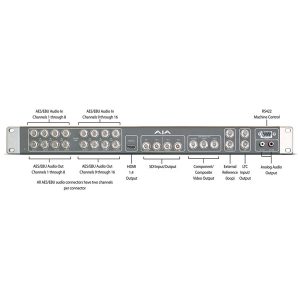 AES/EBU Audio In
Channels 1 through 8
AES/EBU Audio In
Channels 9 through 16
RS422
Machine Control
AJA
AES/EBU Audio Out
Channels 1 through 8
AES/EBU Audio Out
Channels 9 through 16
All AES/EBU audio connectors have two channels
per connector.
HDMI
1.4
Output
SDI Input/Output
Component/
Composite
Video Output
External
Reference
(loop)
LTC
Input/
Output
Analog Audio
Output